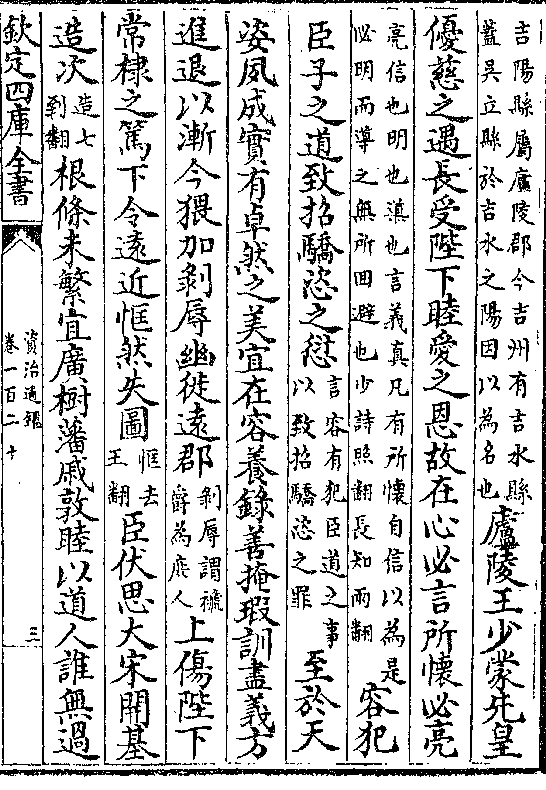 吉陽縣屬廬陵郡今吉州有吉水縣
蓋吳立縣於吉水之陽因以為名也
廬陵王少蒙先皇
優慈之遇長受陛下睦愛之恩故在心必言所懷必亮
亮信也明也滇也言義真凡有所懷自信以為是
必明而導之無所回避也少詩照翻長知兩翻
容犯
臣子之道致招驕恣之愆
言容有犯臣道之事
以致招驕恣之罪
至於天
姿夙成實有卓然之美宜在容養錄善掩瑕訓盡義方
進退以漸今猥加剝辱幽徙遠郡
剝辱謂褫
爵為庶人
上傷陛下
常棣之篤下令遠近恇然失圖
恇去
王翻
臣伏思大宋開基
造次
造七
到翻
根條未繁宜廣樹藩戚敦睦以道人誰無過
欽定四庫全書
資治通鑑
卷一百二十
三